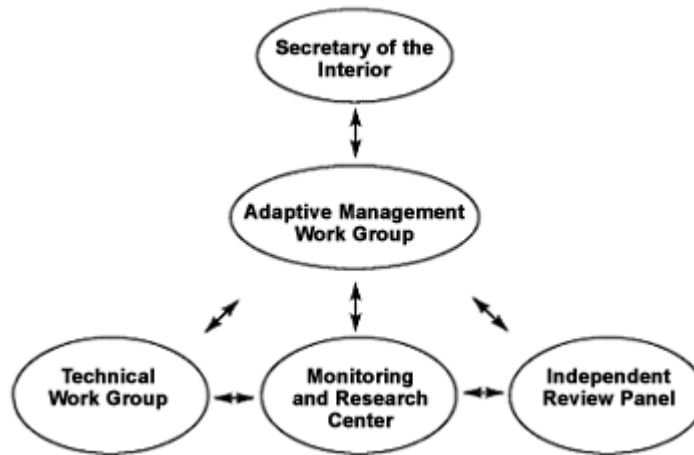 Secretary of the
Interior
Adaptive Management
Work Group
Technical
Work Group
Monitoring
and Research
Center
Independent
Review Panel